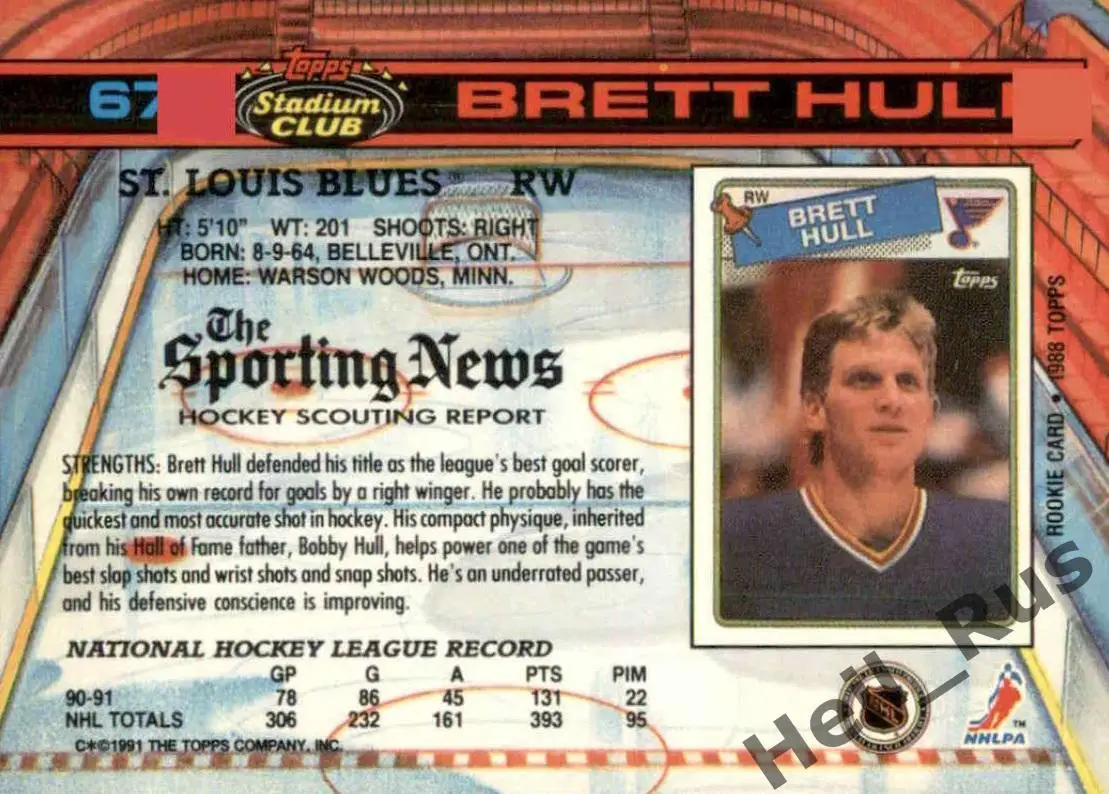 67
Topps
Stadium
CLUB
BRETT HULL
ST. LOUIS BLUES® RW
HT: 5'10" WT: 201 SHOOTS: RIGHT
BORN: 8-9-64, BELLEVILLE, ONT.
HOME: WARSON WOODS, MINN.
The
Sporting News
HOCKEY SCOUTING REPORT
STRENGTHS: Brett Hull defended his title as the league's best goal scorer,
breaking his own record for goals by a right winger. He probably has the
quickest and most accurate shot in hockey. His compact physique, inherited
from his Hall of Fame father, Bobby Hull, helps power one of the game's
best slap shots and wrist shots and snap shots. He's an underrated passer,
and his defensive conscience is improving.
NATIONAL HOCKEY LEAGUE RECORD
GP G A PTS PIM
90-91 78 86 45 131 22
NHL TOTALS 306 232 161 393 95
C*©1991 THE TOPPS COMPANY, INC.
RW
BRETT
HULL
Topps
ROOKIE CARD • 1988 TOPPS
NHL
NHLPA™
Heil_Rus